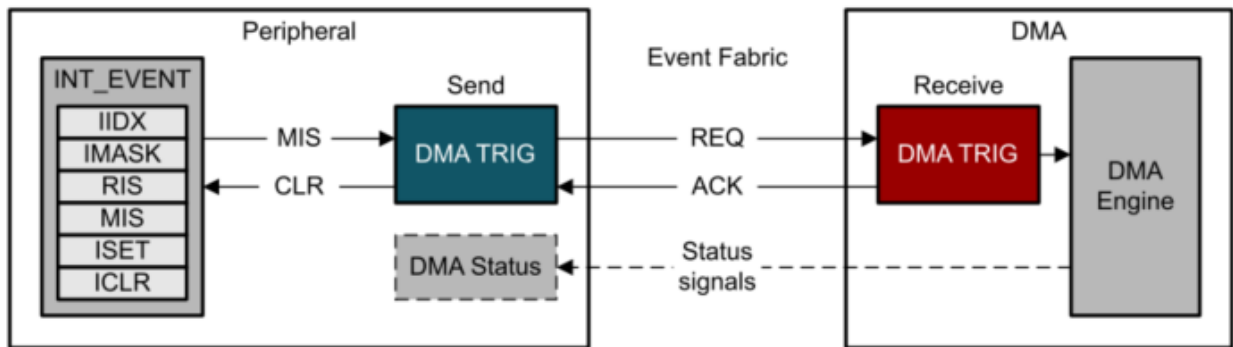 Peripheral
INT_EVENT
IIDX
IMASK
RIS
MIS
ISET
ICLR
MIS
CLR
Send
DMA TRIG
DMA Status
Event Fabric
REQ
ACK
Status
signals
DMA
Receive
DMA TRIG
DMA
Engine